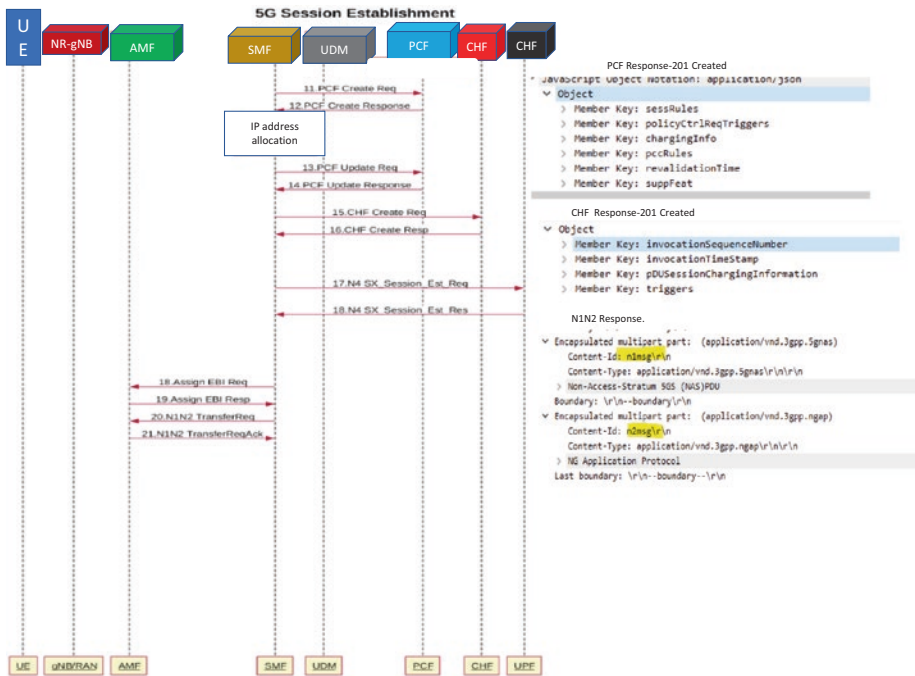 5G Session Establishment
U
E
NR-gNB
AMF
SMF
UDM
PCF
CHF
CHF
PCF Response-201 Created
JavaScript Object Notation: application/json
Object
Member Key: sessRules
Member Key: policyCtrlReqTriggers
Member Key: chargingInfo
Member Key: pccRules
Member Key: revalidationTime
Member Key: suppFeat
11.PCF Create Req
12.PCF Create Response
IP address
allocation
13.PCF Update Req
14.PCF Update Response
15.CHF Create Req
16.CHF Create Resp
CHF Response-201 Created
Object
Member Key: invocationSequenceNumber
Member Key: invocationTimeStamp
Member Key: pDUSessionChargingInformation
Member Key: triggers
17.N4 SX_Session_Est_Req
18.N4 SX_Session_Est_Res
N1N2 Response.
Encapsulated multipart part: (application/vnd.3gpp.5gnas)
Content-Id: n1msg\r\n
Content-Type: application/vnd.3gpp.5gnas\r\n\r\n
Non-Access-Stratum 5GS (NAS)PDU
Boundary: \r\n--boundary\r\n
Encapsulated multipart part: (application/vnd.3gpp.ngap)
Content-Id: n2msg\r\n
Content-Type: application/vnd.3gpp.ngap\r\n\r\n
NG Application Protocol
Last boundary: \r\n--boundary--\r\n
18.Assign EBI Req
19.Assign EBI Resp
20.N1N2 TransferReq
21.N1N2 TransferReqAck
UE
gNB/RAN
AMF
SMF
UDM
PCF
CHF
UPF